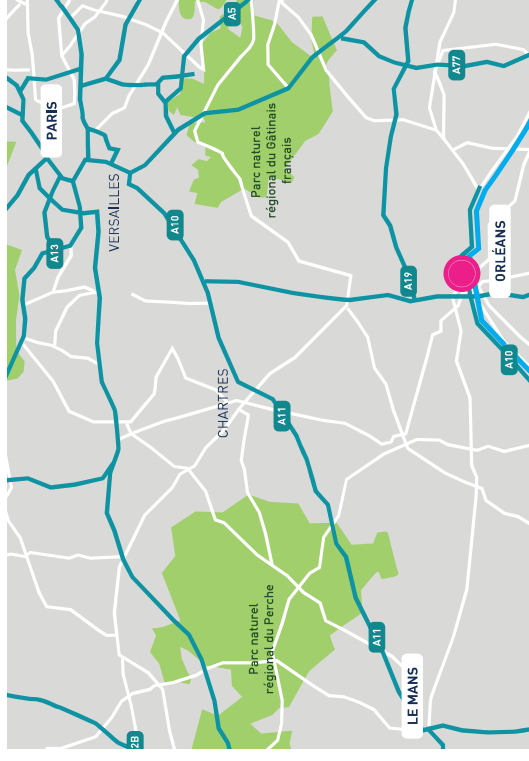 A13
PARIS
VERSAILLES
28
A10
CHARTRES
A5
Parc naturel
régional du Perche
Parc naturel
régional du Gâtinais
français
A11
A11
A19
LE MANS
A77
ORLÉANS
A10